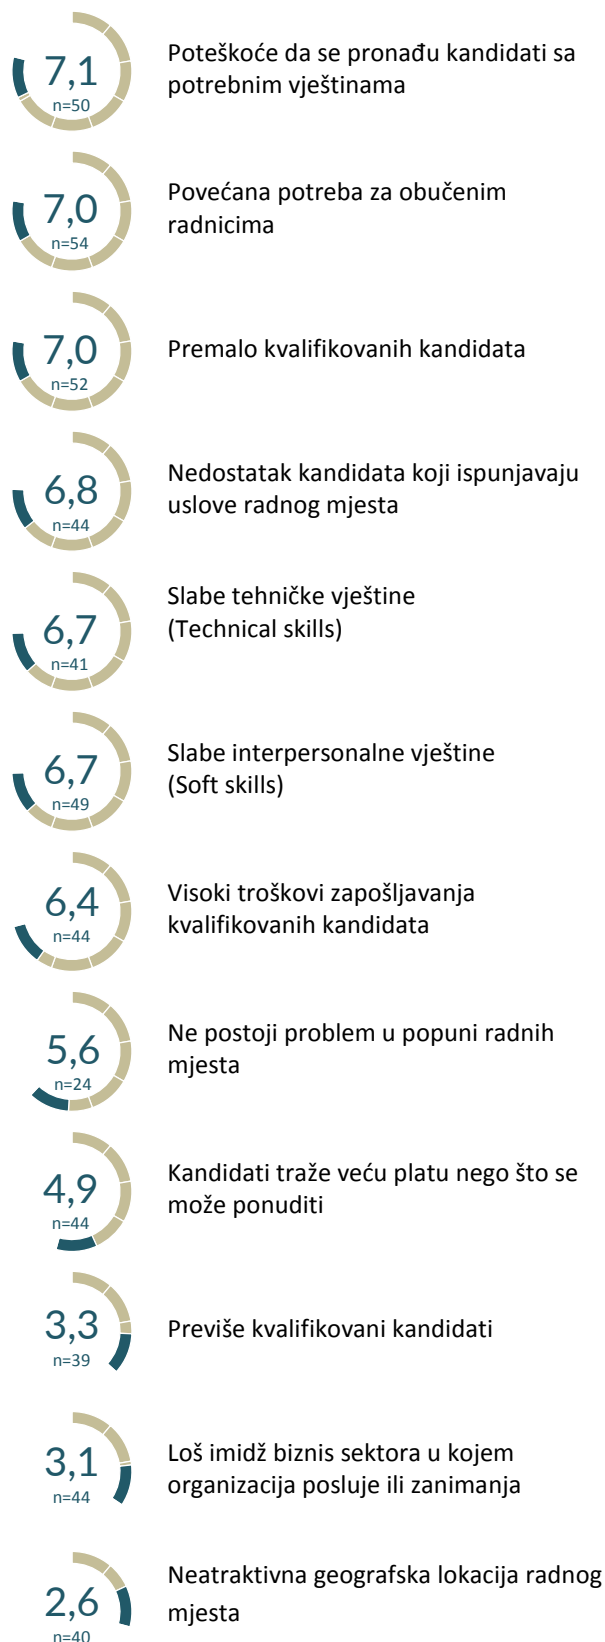 7,1
n=50
Poteškoće da se pronađu kandidati sa
potrebnim vještinama
7,0
n=54
Povećana potreba za obučenim
radnicima
7,0
n=52
Premalo kvalifikovanih kandidata
6,8
n=44
Nedostatak kandidata koji ispunjavaju
uslove radnog mjesta
6,7
n=41
Slabe tehničke vještine
(Technical skills)
6,7
n=49
Slabe interpersonalne vještine
(Soft skills)
6,4
n=44
Visoki troškovi zapošljavanja
kvalifikovanih kandidata
5,6
n=24
Ne postoji problem u popuni radnih
mjesta
4,9
n=44
Kandidati traže veću platu nego što se
može ponuditi
3,3
n=39
Previše kvalifikovani kandidati
3,1
n=44
Loš imidž biznis sektora u kojem
organizacija posluje ili zanimanja
2,6
n=40
Neatraktivna geografska lokacija radnog
mjesta